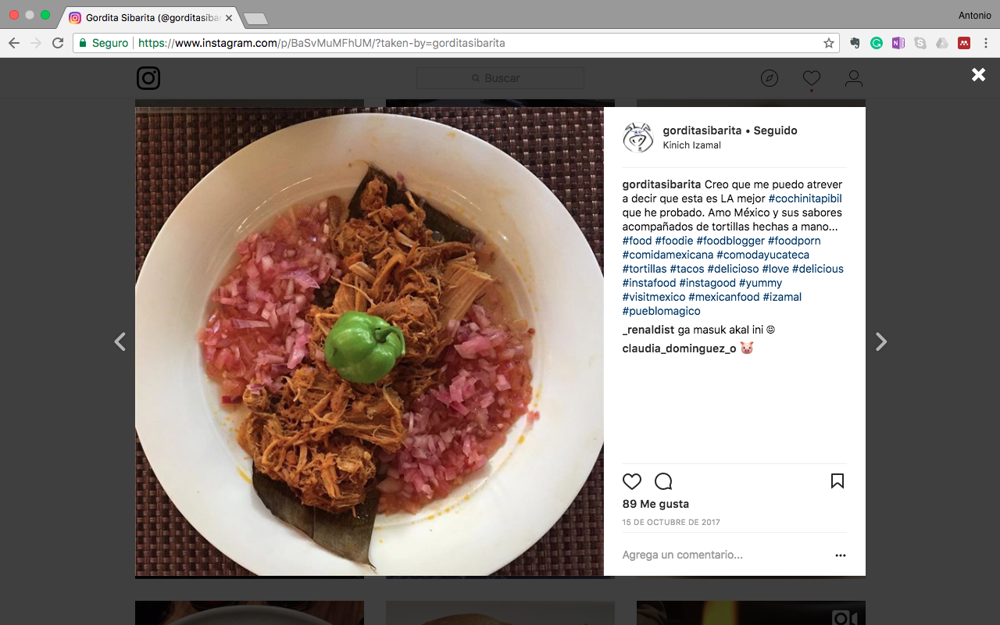 Gordita Sibarita (@gorditasibar
Antonio
Seguro
https://www.instagram.com/p/BaSvMuMFhUM/?taken-by=gorditasibarita
Buscar
gorditasibarita • Seguido
Kinich Izamal
gorditasibarita Creo que me puedo atrever
a decir que esta es LA mejor #cochinitapibil
que he probado. Amo México y sus sabores
acompañados de tortillas hechas a mano...
#food #foodie #foodblogger #foodporn
#comidamexicana #comodayucateca
#tortillas #tacos #delicioso #love #delicious
#instafood #instagood #yummy
#visitmexico #mexicanfood #izamal
#pueblomagico
_renaldist ga masuk akal ini ☺
claudia_dominguez_o 🐷
89 Me gusta
15 DE OCTUBRE DE 2017
Agrega un comentario...